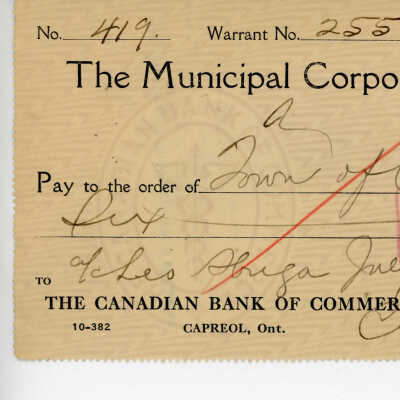 No. 419. Warrant No. 255
The Municipal Corpo
Pay to the order of Town of
Six
a/c Leo
TO
THE CANADIAN BANK OF COMMER
10-382 CAPREOL, Ont.